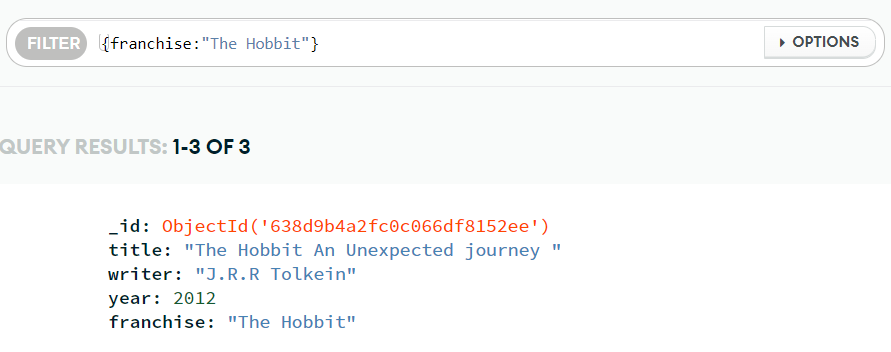 FILTER {franchise:"The Hobbit"} OPTIONS
QUERY RESULTS: 1-3 OF 3
_id: ObjectId('638d9b4a2fc0c066df8152ee')
title: "The Hobbit An Unexpected journey "
writer: "J.R.R Tolkein"
year: 2012
franchise: "The Hobbit"